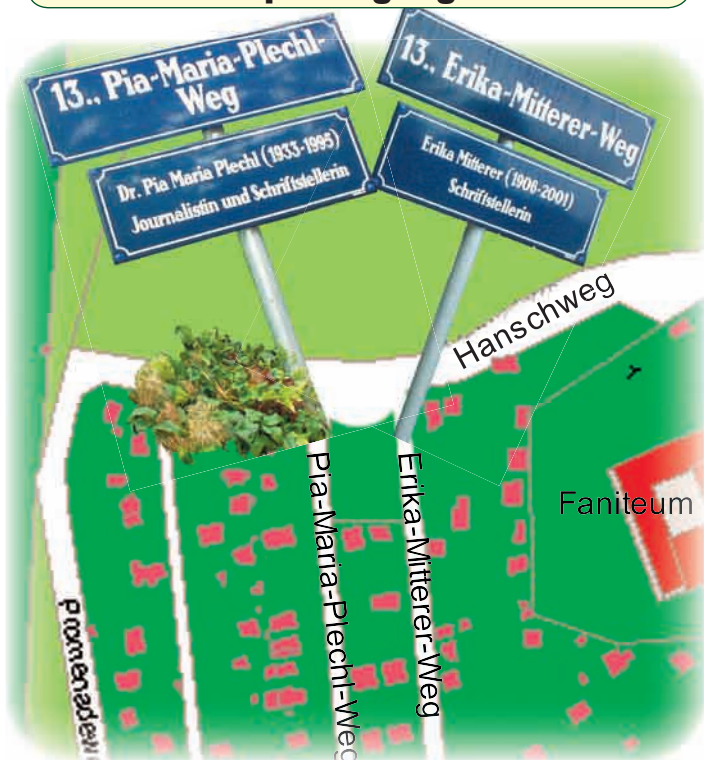 13., Pia-Maria-Plechl-
Weg
Dr. Pia Maria Plechl (1933-1995)
Journalistin und Schriftstellerin
13., Erika-Mitterer-Weg
Erika Mitterer (1906-2001)
Schriftstellerin
Hanschweg
Faniteum
Pia-Maria-Plechl-Weg
Erika-Mitterer-Weg